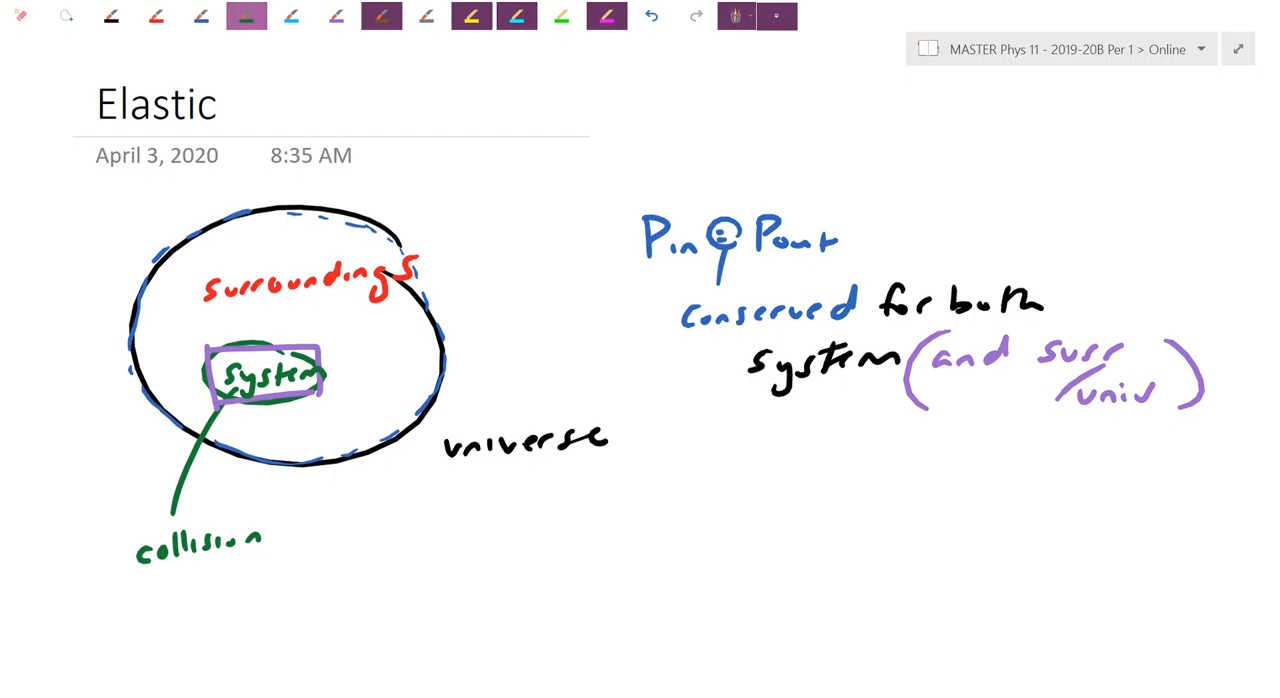 MASTER Phys 11 - 2019-20B Per 1 > Online
Elastic
April 3, 2020 8:35 AM
surroundings
system
universe
collision
Pin = Pout
conserved for both
system (and surr
/univ)